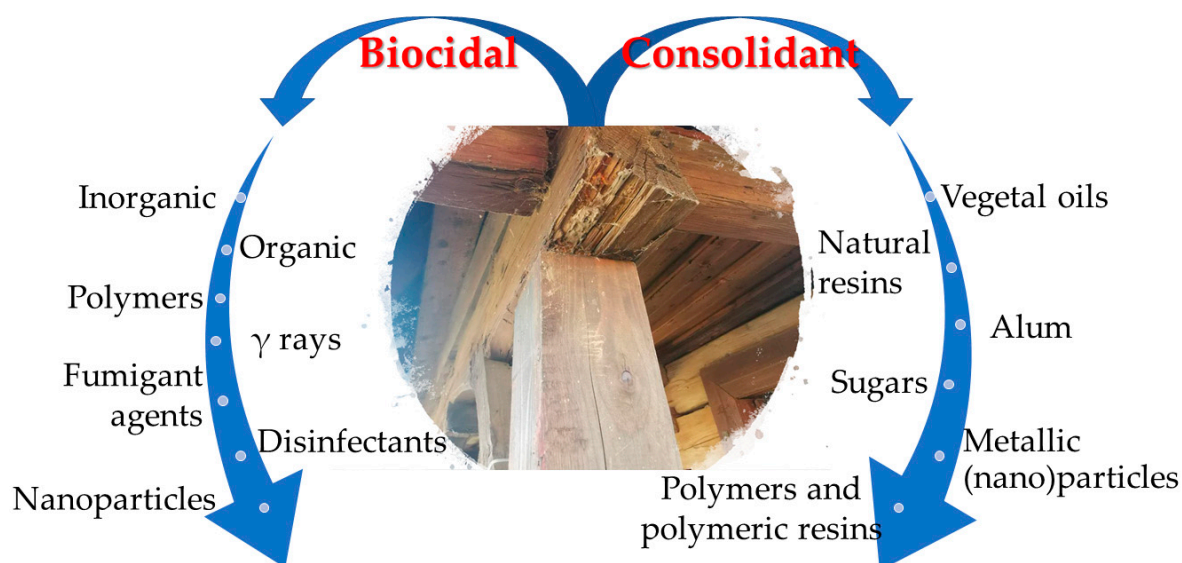 Biocidal
Consolidant
Inorganic
Organic
Polymers
γ rays
Fumigant
agents
Disinfectants
Nanoparticles
Vegetal oils
Natural
resins
Alum
Sugars
Metallic
(nano)particles
Polymers and
polymeric resins